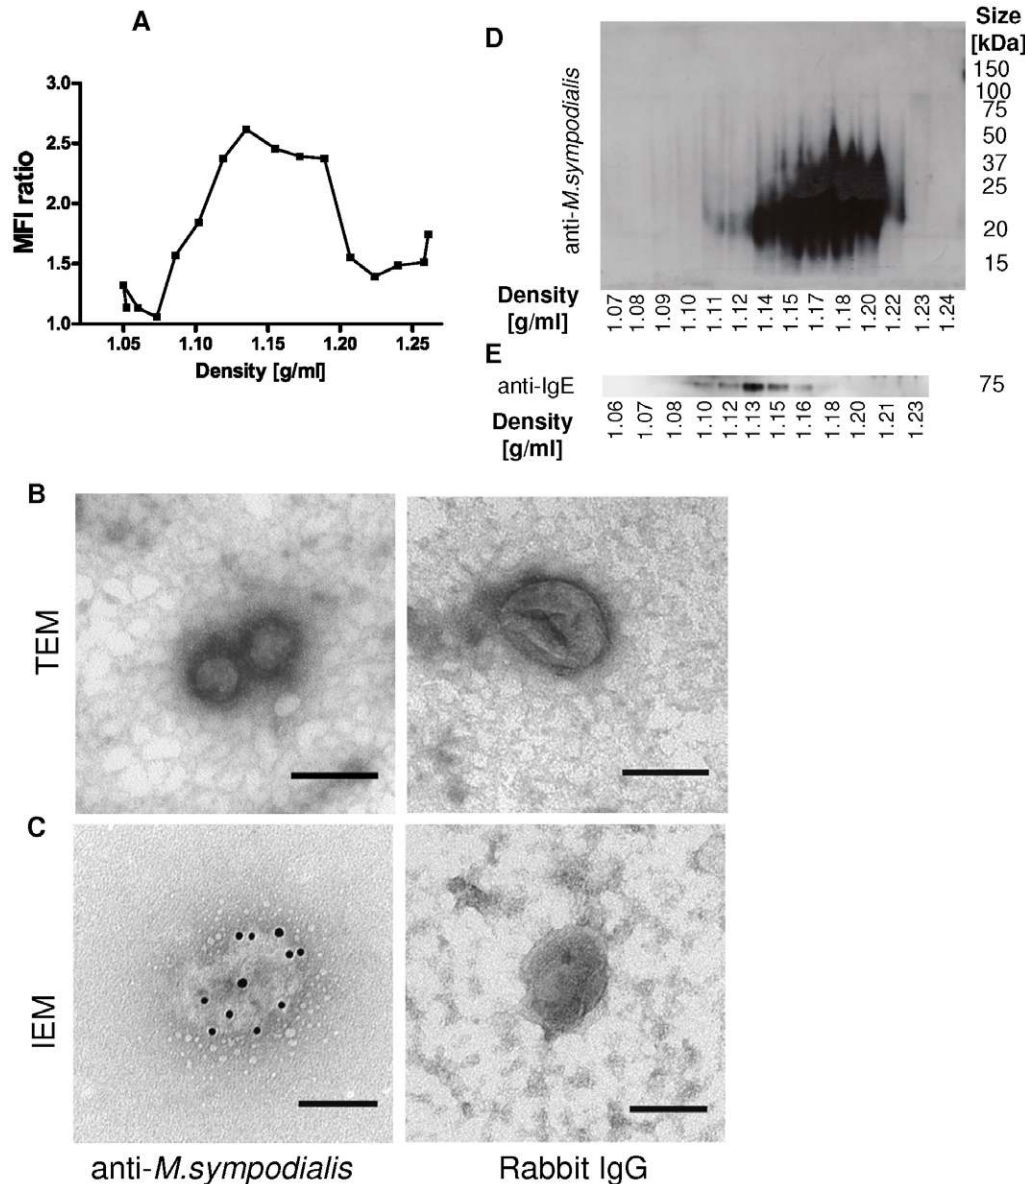 A
3.0
2.5
2.0
1.5
1.0
MFI ratio
1.05 1.10 1.15 1.20 1.25
Density [g/ml]
D
Size
[kDa]
anti-M.sympodialis
150
100
75
50
37
25
20
15
Density
[g/ml]
1.07 1.08 1.09 1.10 1.11 1.12 1.14 1.15 1.17 1.18 1.20 1.22 1.23 1.24
E
anti-IgE 75
Density
[g/ml]
1.06 1.07 1.08 1.10 1.12 1.13 1.15 1.16 1.18 1.20 1.21 1.23
B
TEM
C
IEM
anti-M.sympodialis Rabbit IgG